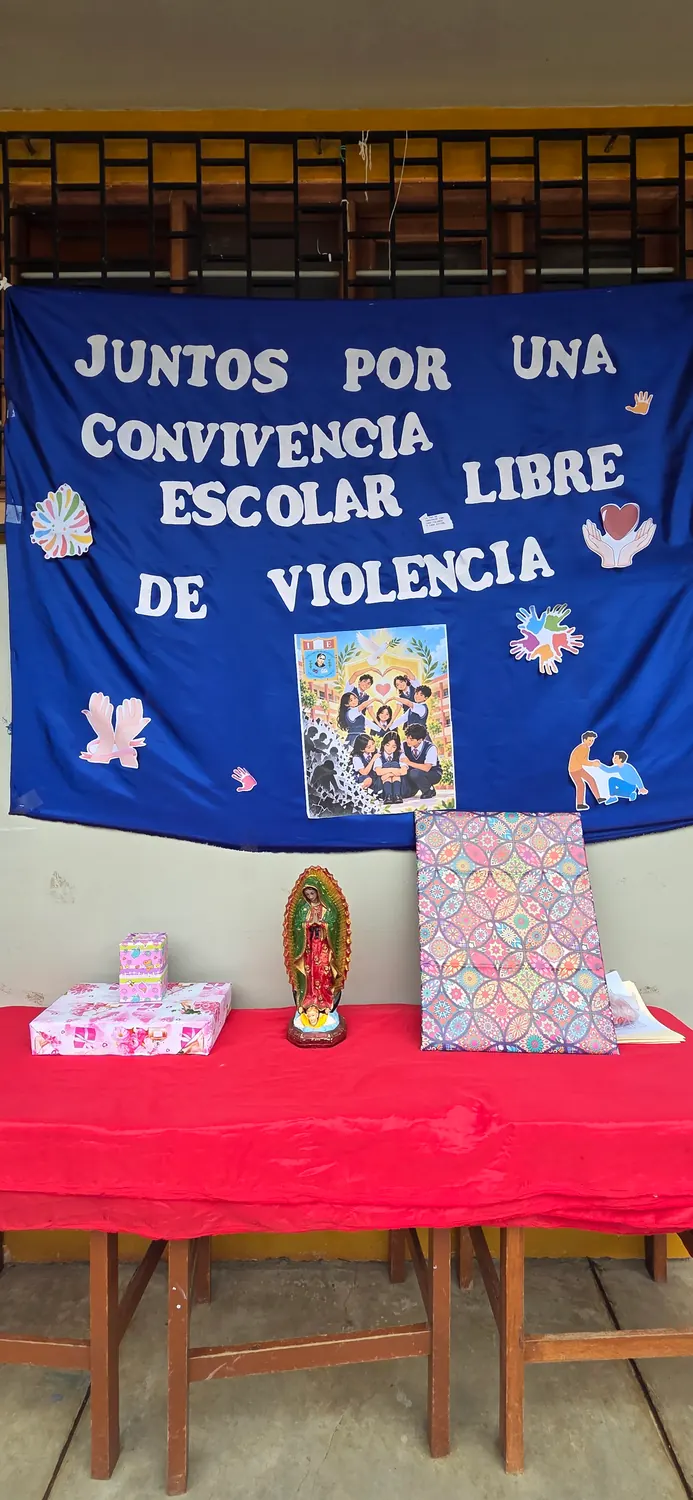 JUNTOS POR UNA
CONVIVENCIA
ESCOLAR LIBRE
DE VIOLENCIA
I E